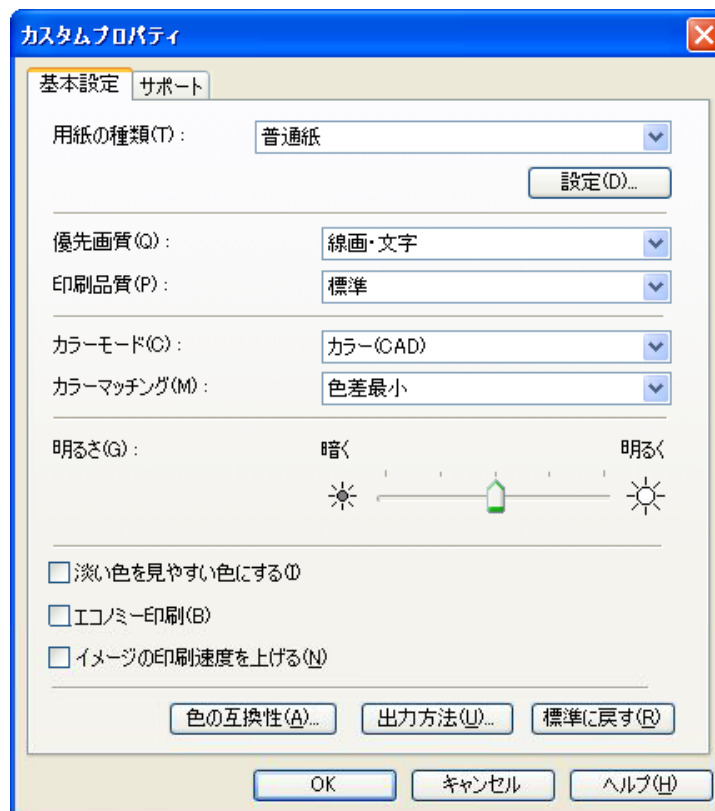 カスタムプロパティ
基本設定 サポート
用紙の種類(T): 普通紙
設定(D)...
優先画質(Q): 線画・文字
印刷品質(P): 標準
カラーモード(C): カラー(CAD)
カラーマッチング(M): 色差最小
明るさ(G): 暗く 明るく
淡い色を見やすい色にする(I)
エコノミー印刷(B)
イメージの印刷速度を上げる(N)
色の互換性(A)... 出力方法(U)... 標準に戻す(R)
OK キャンセル ヘルプ(H)